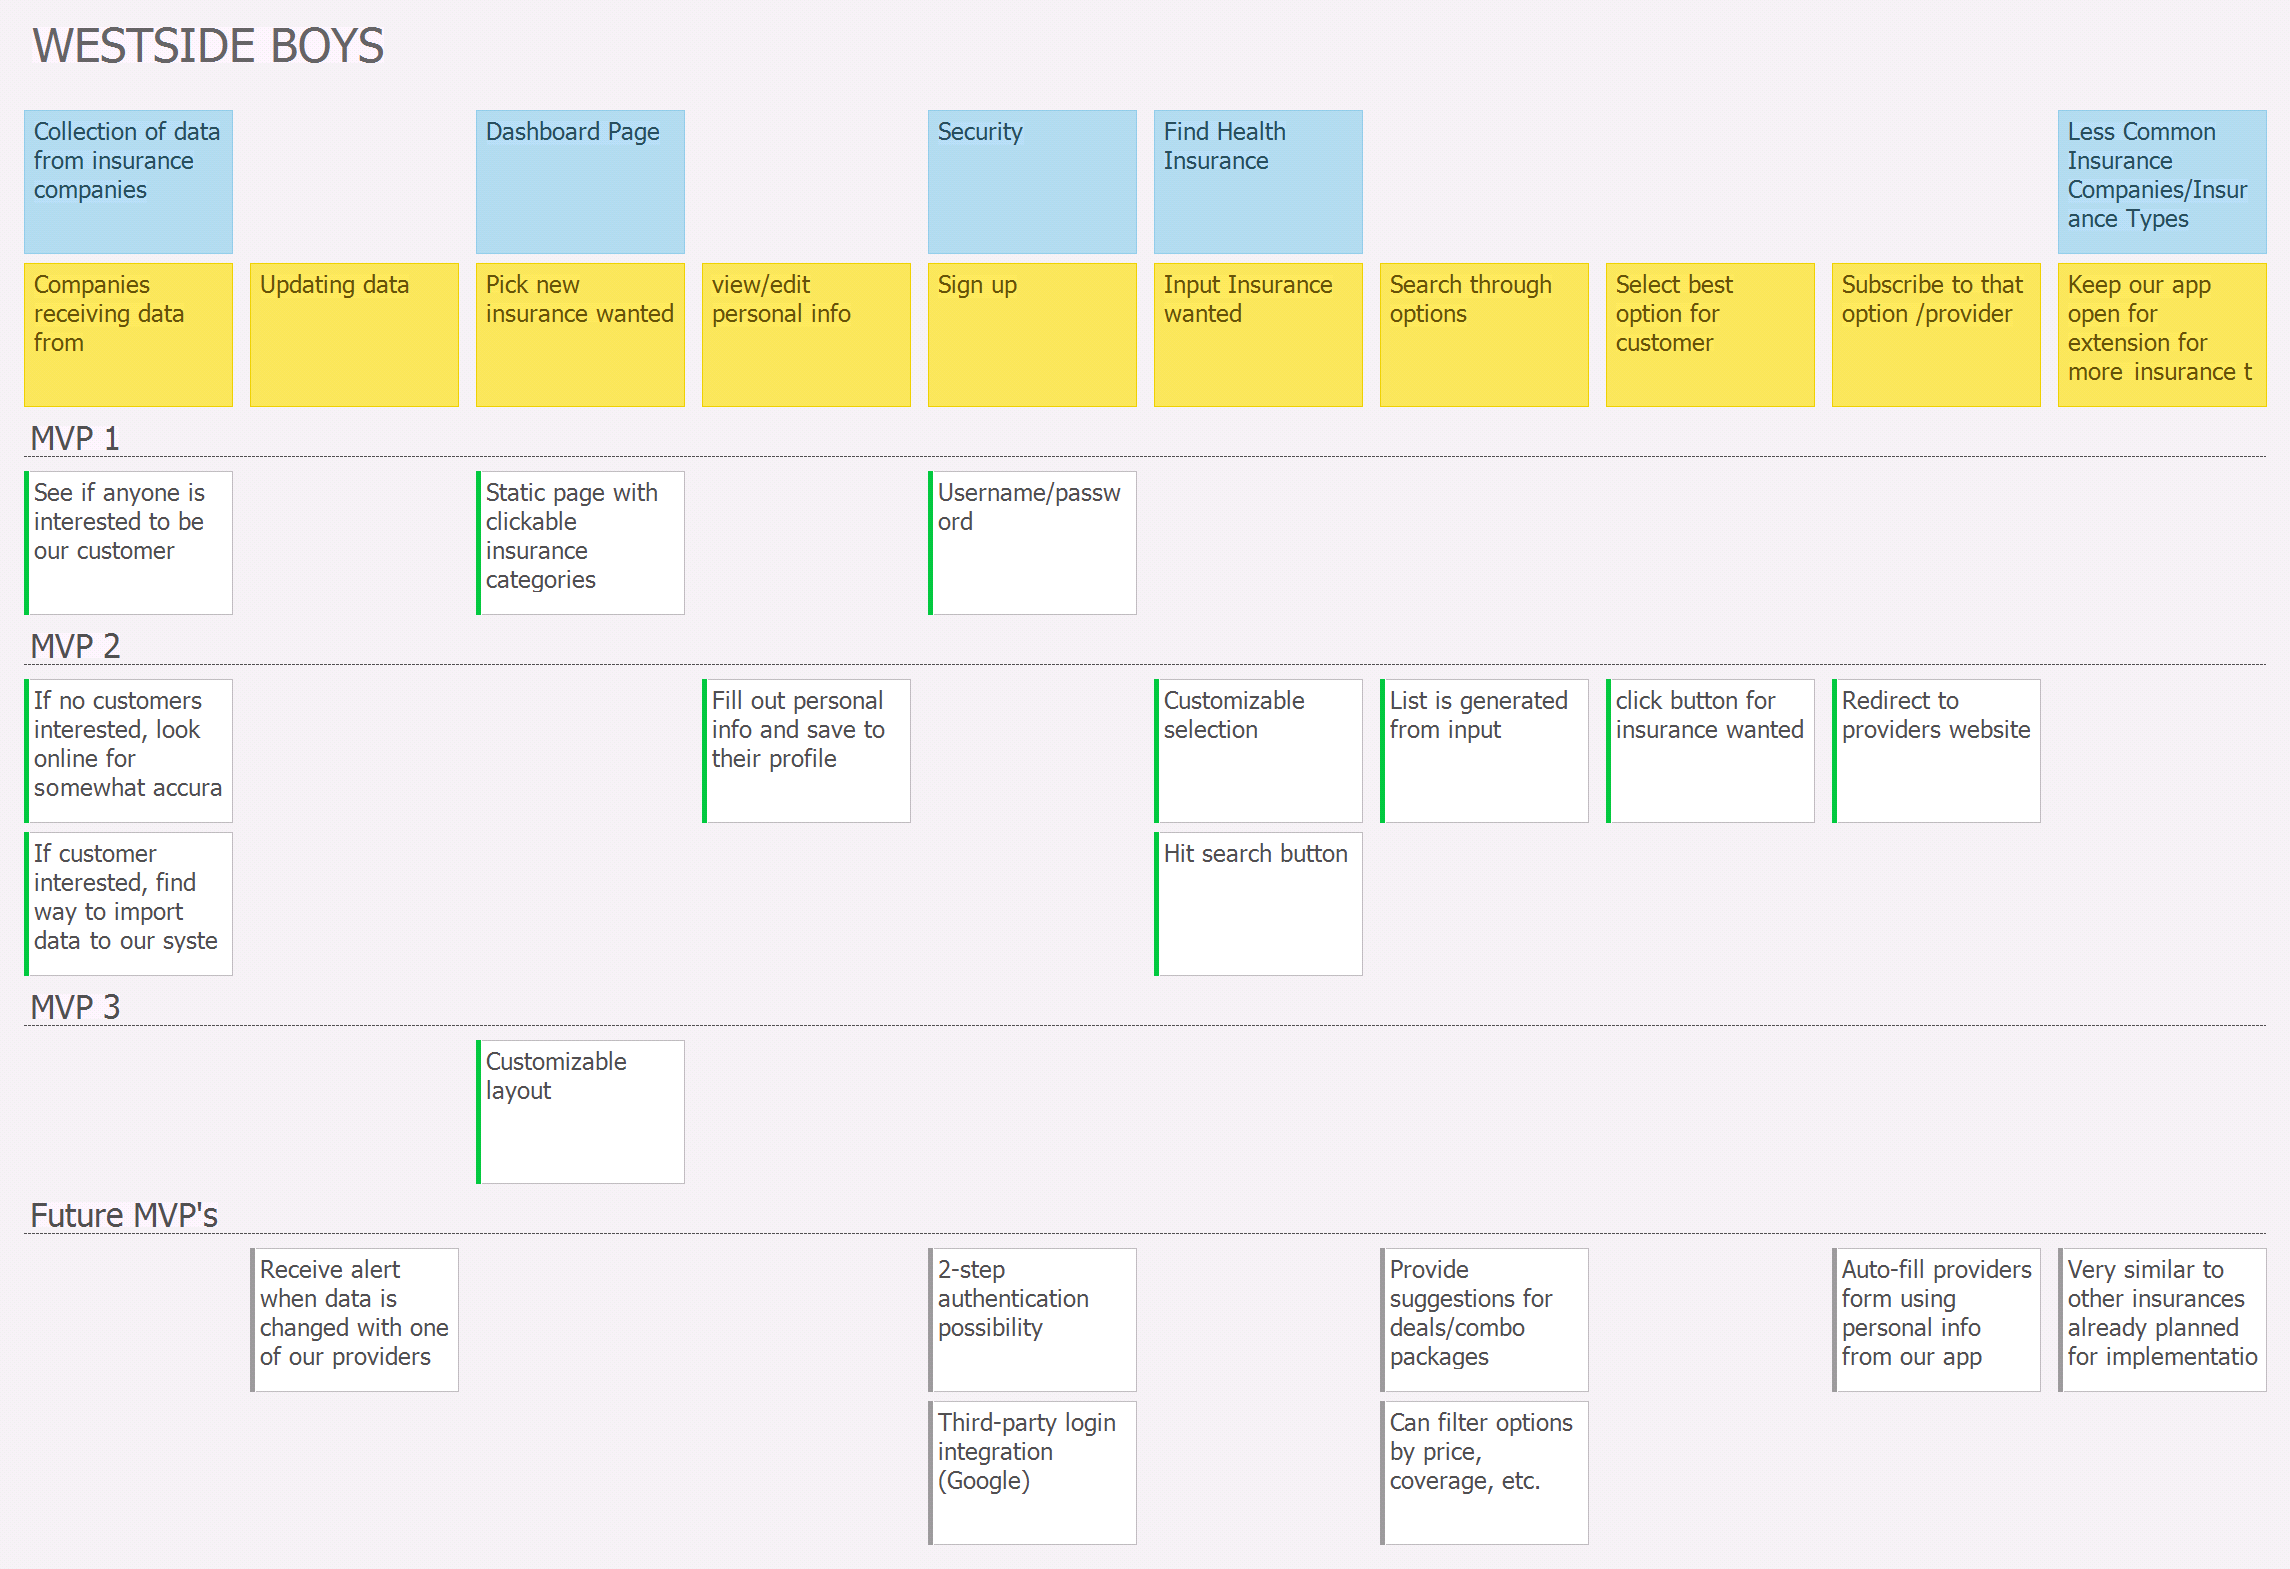 WESTSIDE BOYS
Collection of data
from insurance
companies
Dashboard Page
Security
Find Health
Insurance
Less Common
Insurance
Companies/Insur
ance Types
Companies
receiving data
from
Updating data
Pick new
insurance wanted
view/edit
personal info
Sign up
Input Insurance
wanted
Search through
options
Select best
option for
customer
Subscribe to that
option /provider
Keep our app
open for
extension for
more insurance t
MVP 1
See if anyone is
interested to be
our customer
Static page with
clickable
insurance
categories
Username/passw
ord
MVP 2
If no customers
interested, look
online for
somewhat accura
Fill out personal
info and save to
their profile
Customizable
selection
List is generated
from input
click button for
insurance wanted
Redirect to
providers website
If customer
interested, find
way to import
data to our syste
Hit search button
MVP 3
Customizable
layout
Future MVP's
Receive alert
when data is
changed with one
of our providers
2-step
authentication
possibility
Provide
suggestions for
deals/combo
packages
Auto-fill providers
form using
personal info
from our app
Very similar to
other insurances
already planned
for implementatio
Third-party login
integration
(Google)
Can filter options
by price,
coverage, etc.